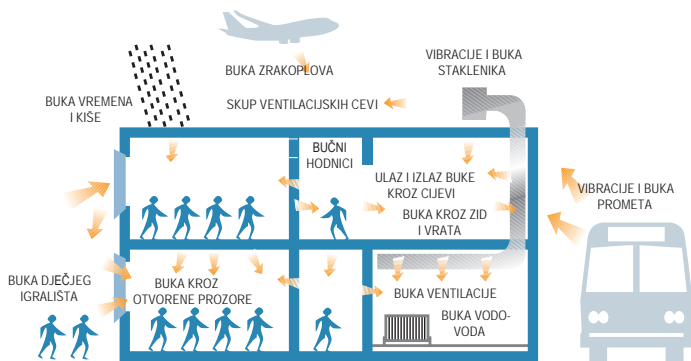 BUKA ZRAKOPLOVA
VIBRACIJE I BUKA
STAKLENIKA
BUKA VREMENA
I KIŠE
SKUP VENTILACIJSKIH CEVI
BUČNI
HODNICI
ULAZ I IZLAZ BUKE
KROZ CIJEVI
BUKA KROZ ZID
I VRATA
VIBRACIJE I BUKA
PROMETA
BUKA DJEČJEG
IGRALIŠTA
BUKA KROZ
OTVORENE PROZORE
BUKA VENTILACIJE
BUKA VODO-
VODA